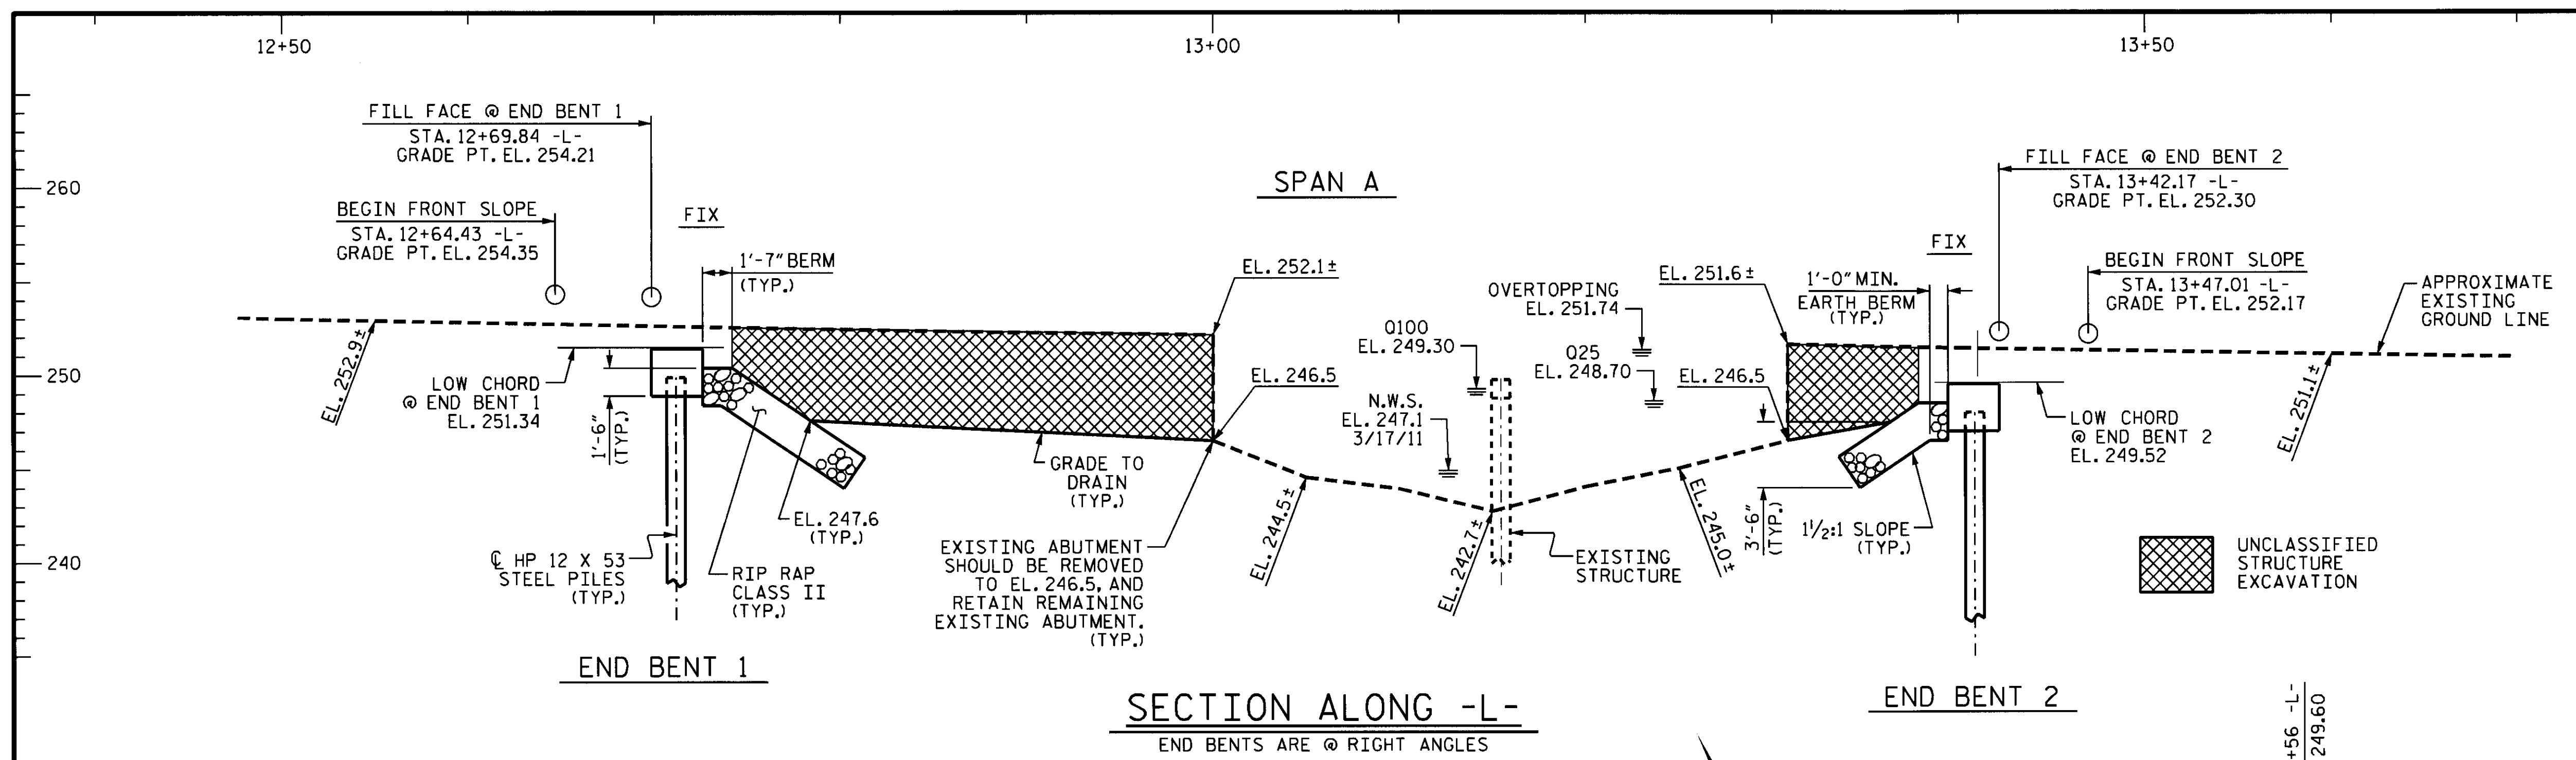 12+50
13+00
13+50
260
250
240
FILL FACE @ END BENT 1
STA. 12+69.84 -L-
GRADE PT. EL. 254.21
BEGIN FRONT SLOPE
STA. 12+64.43 -L-
GRADE PT. EL. 254.35
FIX
1'-7" BERM
(TYP.)
SPAN A
EL. 252.1±
EL. 252.9±
LOW CHORD
@ END BENT 1
EL. 251.34
1'-6"
(TYP.)
EL. 246.5
GRADE TO
DRAIN
(TYP.)
EL. 247.6
(TYP.)
℄ HP 12 X 53
STEEL PILES
(TYP.)
RIP RAP
CLASS II
(TYP.)
EXISTING ABUTMENT
SHOULD BE REMOVED
TO EL. 246.5, AND
RETAIN REMAINING
EXISTING ABUTMENT.
(TYP.)
END BENT 1
OVERTOPPING
EL. 251.74
Q100
EL. 249.30
Q25
EL. 248.70
N.W.S.
EL. 247.1
3/17/11
EL. 244.5±
EL. 242.7±
EXISTING
STRUCTURE
EL. 245.0±
EL. 251.6±
EL. 246.5
1'-0" MIN.
EARTH BERM
(TYP.)
FIX
FILL FACE @ END BENT 2
STA. 13+42.17 -L-
GRADE PT. EL. 252.30
BEGIN FRONT SLOPE
STA. 13+47.01 -L-
GRADE PT. EL. 252.17
APPROXIMATE
EXISTING
GROUND LINE
EL. 251.1±
LOW CHORD
@ END BENT 2
EL. 249.52
3'-6"
(TYP.)
1½:1 SLOPE
(TYP.)
UNCLASSIFIED
STRUCTURE
EXCAVATION
END BENT 2
SECTION ALONG -L-
END BENTS ARE @ RIGHT ANGLES
+56 -L-
249.60